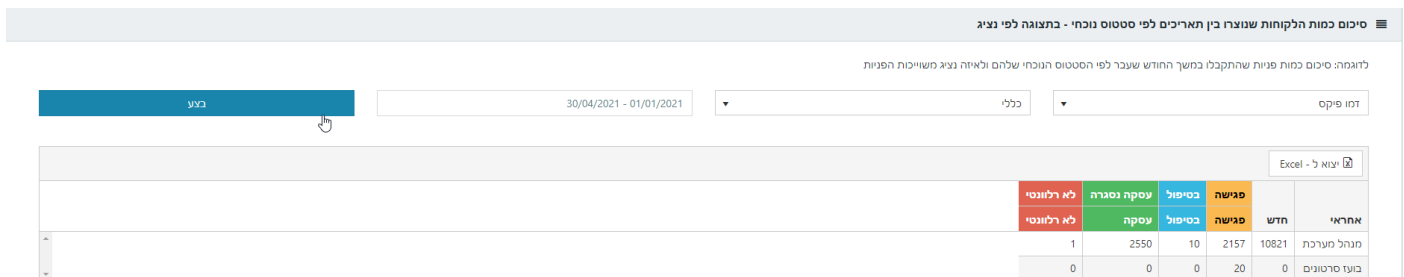 סיכום כמות הלקוחות שנוצרו בין תאריכים לפי סטטוס נוכחי - בתצוגה לפי נציג
לדוגמה: סיכום כמות פניות שהתקבלו במשך החודש שעבר לפי הסטטוס הנוכחי שלהם ולאיזה נציג משוייכות הפניות
דמו פיקס כללי 30/04/2021 - 01/01/2021 בצע
יצוא ל - Excel
פגישה בטיפול עסקה נסגרה לא רלוונטי
אחראי חדש פגישה בטיפול עסקה לא רלוונטי
מנהל מערכת 10821 2157 10 2550 1
בועז סרטונים 0 20 0 0 0